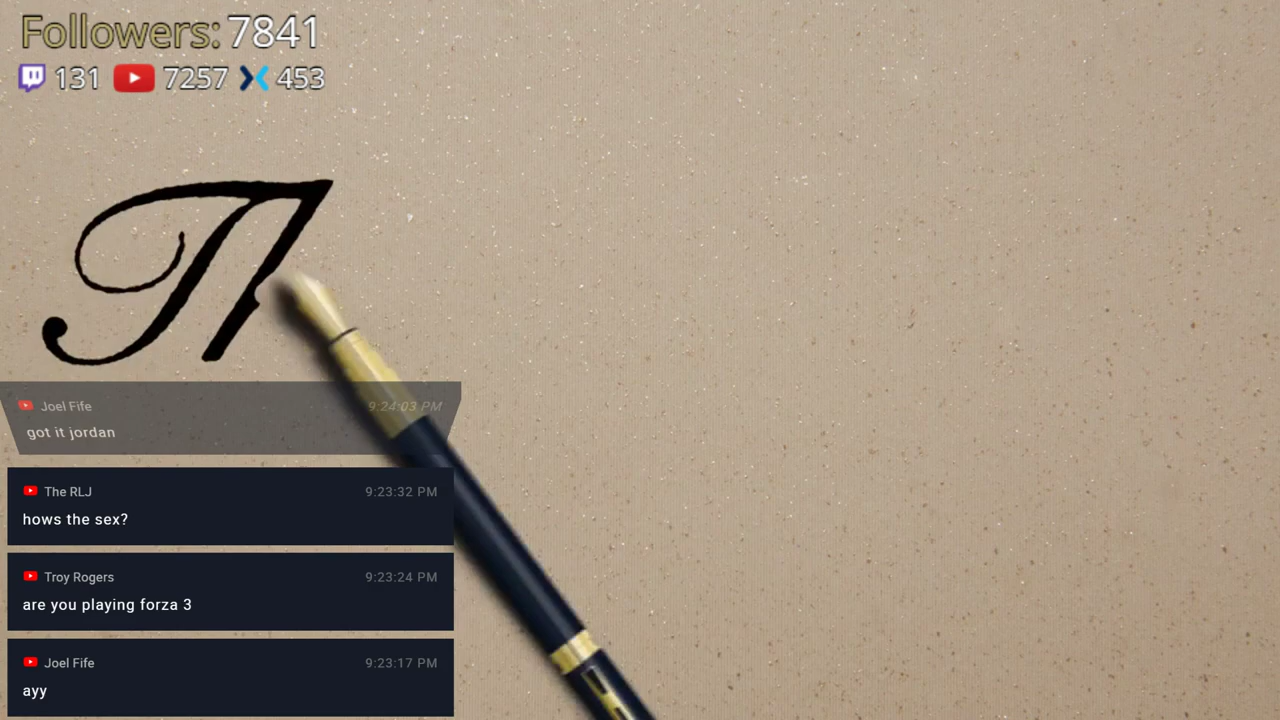 Followers: 7841
131 7257 453
Joel Fife 9:24:03 PM
got it jordan
The RLJ 9:23:32 PM
hows the sex?
Troy Rogers 9:23:24 PM
are you playing forza 3
Joel Fife 9:23:17 PM
ayy